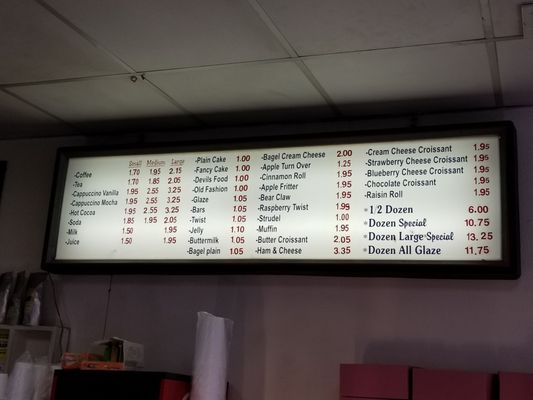 Small Medium Large
-Coffee 1.70 1.95 2.15
-Tea 1.70 1.85 2.05
-Cappuccino Vanilla 1.95 2.55 3.25
-Cappuccino Mocha 1.95 2.55 3.25
-Hot Cocoa 1.95 2.55 3.25
-Soda 1.85 1.95 2.05
-Milk 1.50 1.95
-Juice 1.50 1.95
-Plain Cake 1.00
-Fancy Cake 1.00
-Devils Food 1.00
-Old Fashion 1.00
-Glaze 1.05
-Bars 1.05
-Twist 1.05
-Jelly 1.10
-Buttermilk 1.05
-Bagel plain 1.05
-Bagel Cream Cheese 2.00
-Apple Turn Over 1.25
-Cinnamon Roll 1.95
-Apple Fritter 1.95
-Bear Claw 1.95
-Raspberry Twist 1.95
-Strudel 1.00
-Muffin 1.95
-Butter Croissant 2.05
-Ham & Cheese 3.35
-Cream Cheese Croissant 1.95
-Strawberry Cheese Croissant 1.95
-Blueberry Cheese Croissant 1.95
-Chocolate Croissant 1.95
-Raisin Roll 1.95
*1/2 Dozen 6.00
*Dozen Special 10.75
*Dozen Large Special 13.25
*Dozen All Glaze 11.75